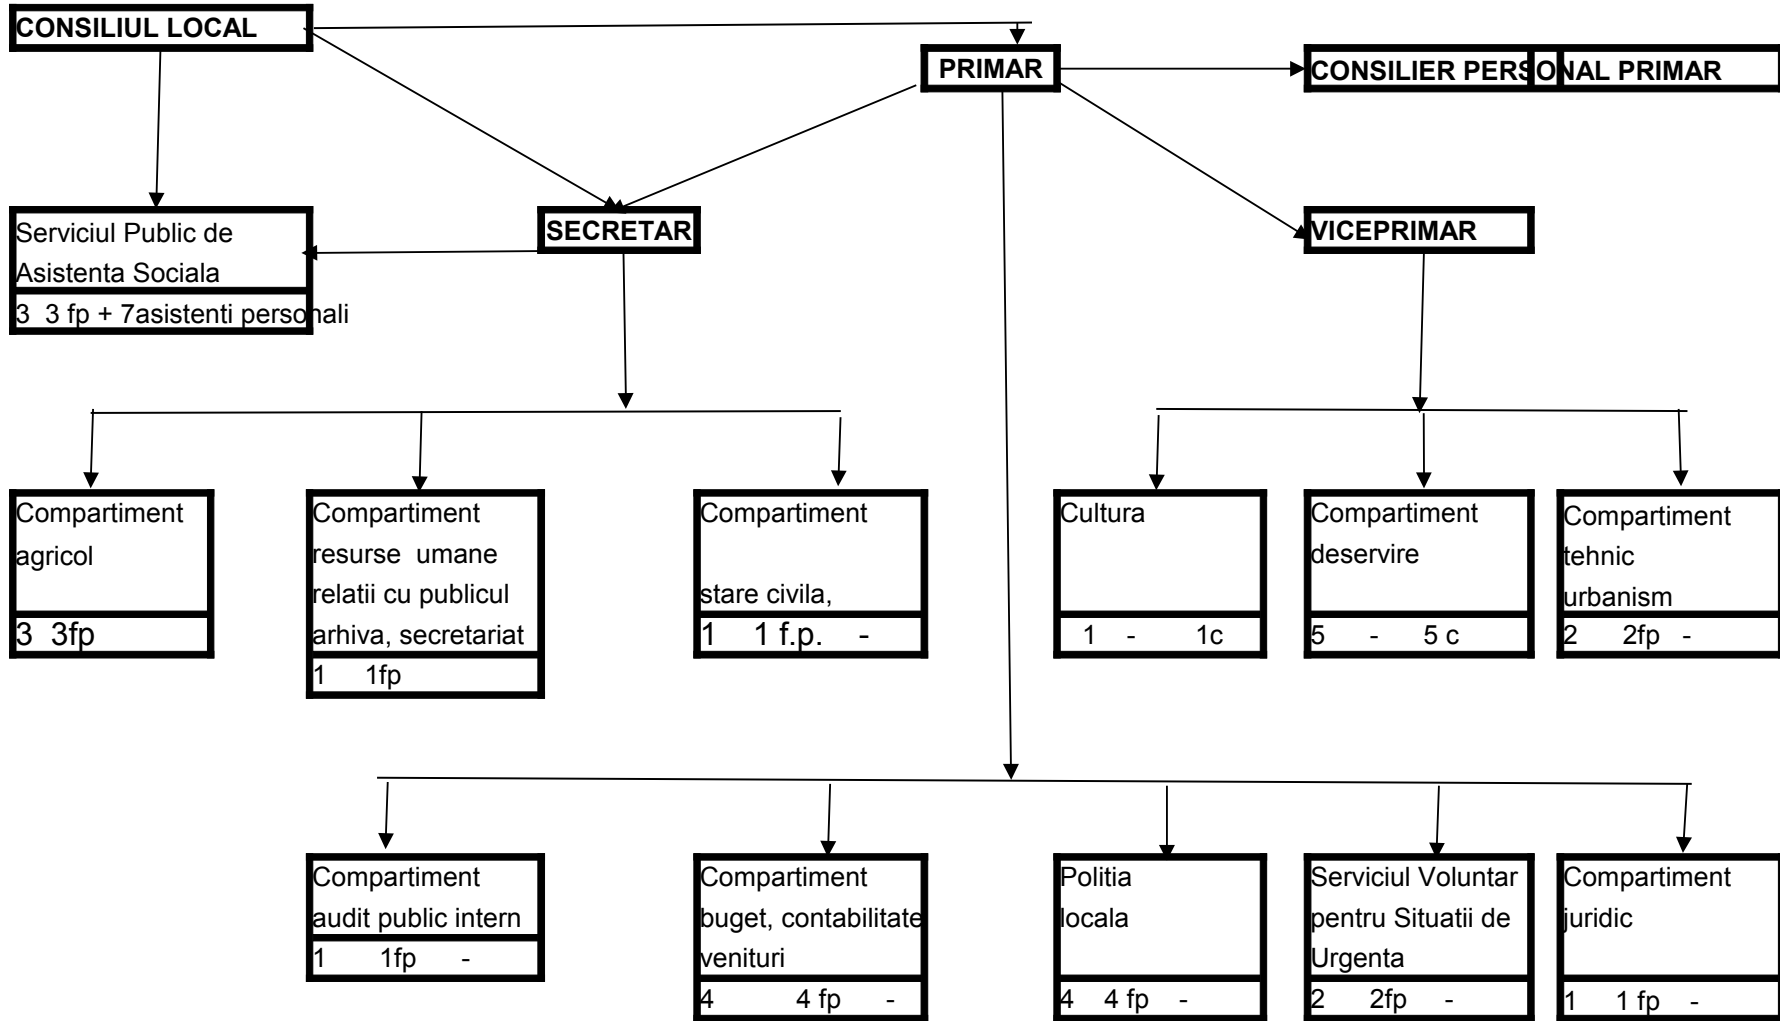 CONSILIUL LOCAL
PRIMAR
CONSILIER PERSONAL PRIMAR
Serviciul Public de
Asistenta Sociala
3 3 fp + 7asistenti personali
SECRETAR
VICEPRIMAR
Compartiment
agricol
3 3fp
Compartiment
resurse umane
relatii cu publicul
arhiva, secretariat
1 1fp
Compartiment
stare civila,
1 1 f.p. -
Cultura
1 - 1c
Compartiment
deservire
5 - 5 c
Compartiment
tehnic
urbanism
2 2fp -
Compartiment
audit public intern
1 1fp -
Compartiment
buget, contabilitate
venituri
4 4 fp -
Politia
locala
4 4 fp -
Serviciul Voluntar
pentru Situatii de
Urgenta
2 2fp -
Compartiment
juridic
1 1 fp -